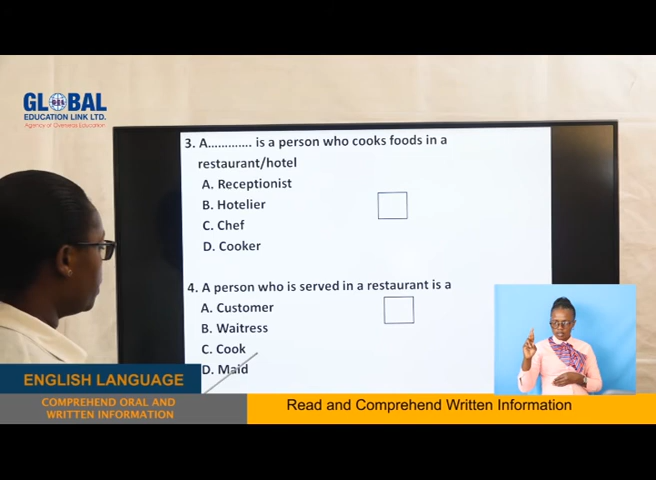 GLOBAL
EDUCATION LINK LTD.
Agency of Overseas Education
3. A............. is a person who cooks foods in a
restaurant/hotel
A. Receptionist
B. Hotelier
C. Chef
D. Cooker
4. A person who is served in a restaurant is a
A. Customer
B. Waitress
C. Cook
D. Maid
ENGLISH LANGUAGE
COMPREHEND ORAL AND
WRITTEN INFORMATION
Read and Comprehend Written Information